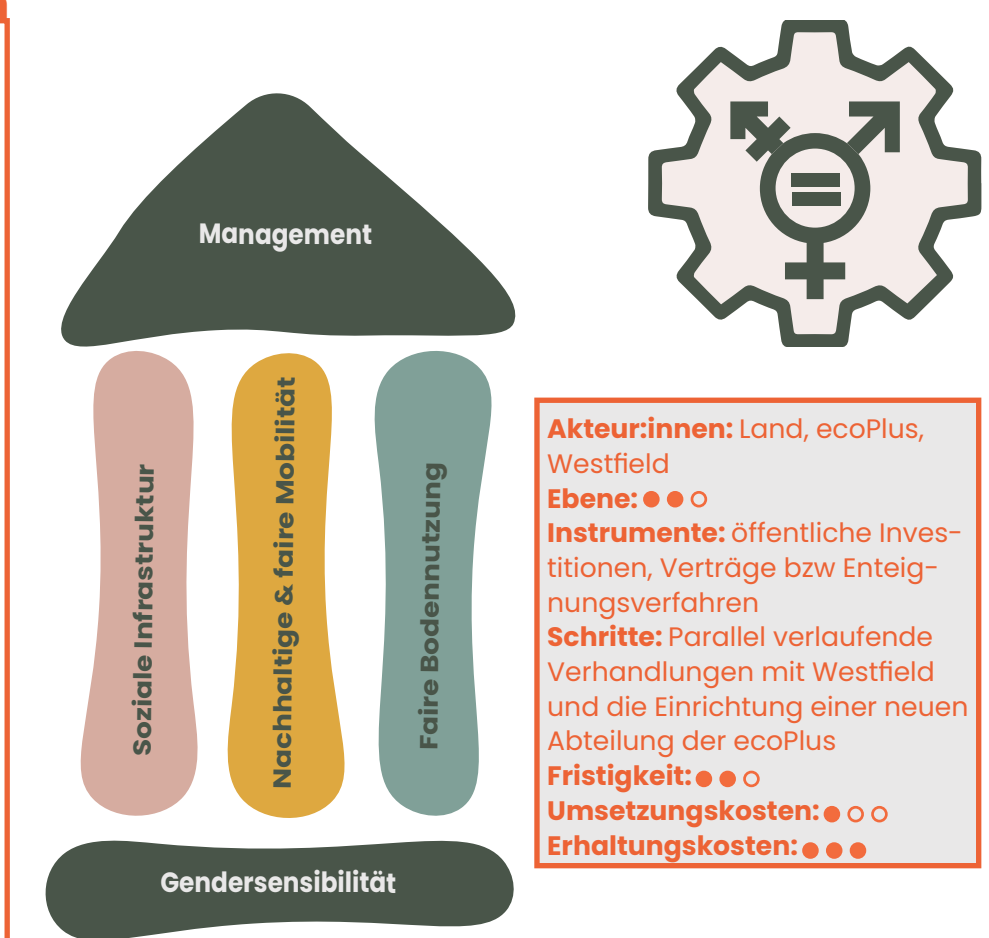 Management
Soziale Infrastruktur
Nachhaltige & faire Mobilität
Faire Bodennutzung
Gendersensibilität
Akteur:innen: Land, ecoPlus,
Westfield
Ebene:
Instrumente: öffentliche Inves-
titionen, Verträge bzw Enteig-
nungsverfahren
Schritte: Parallel verlaufende
Verhandlungen mit Westfield
und die Einrichtung einer neuen
Abteilung der ecoPlus
Fristigkeit:
Umsetzungskosten:
Erhaltungskosten: